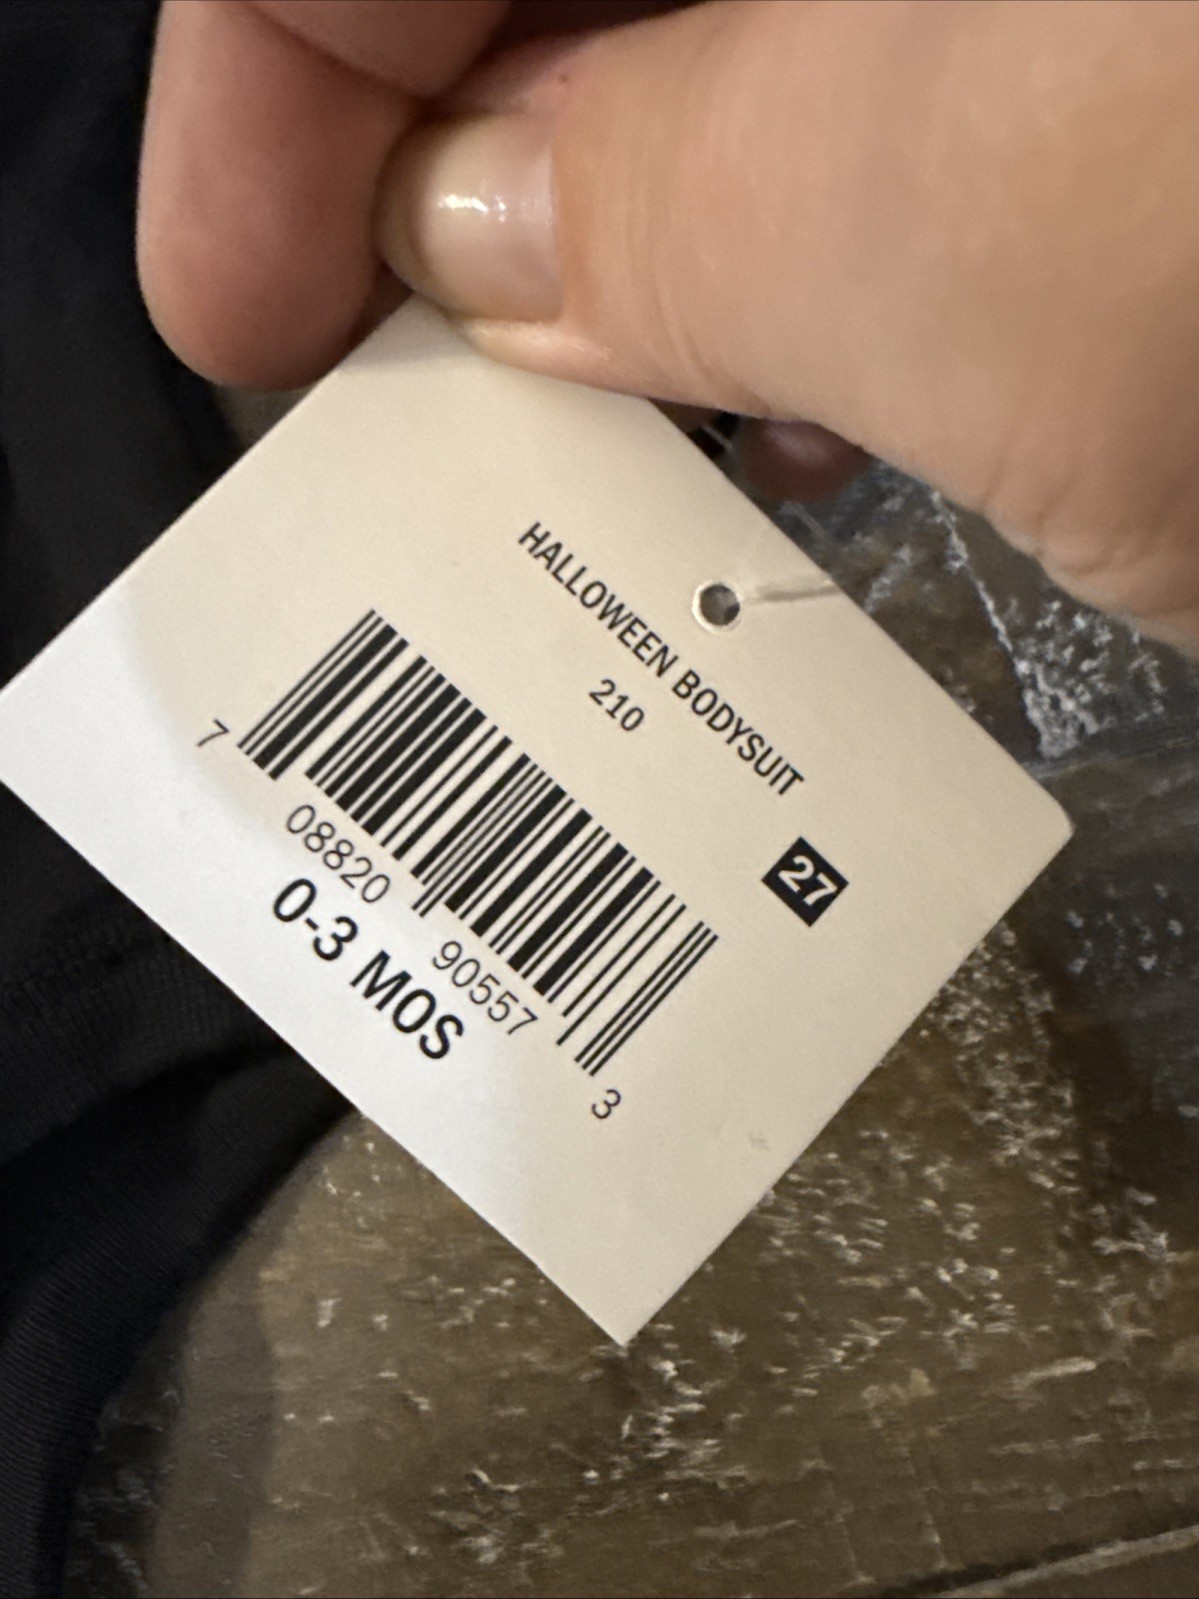 HALLOWEEN BODYSUIT
210
27
7 08820 90557 3
0-3 MOS